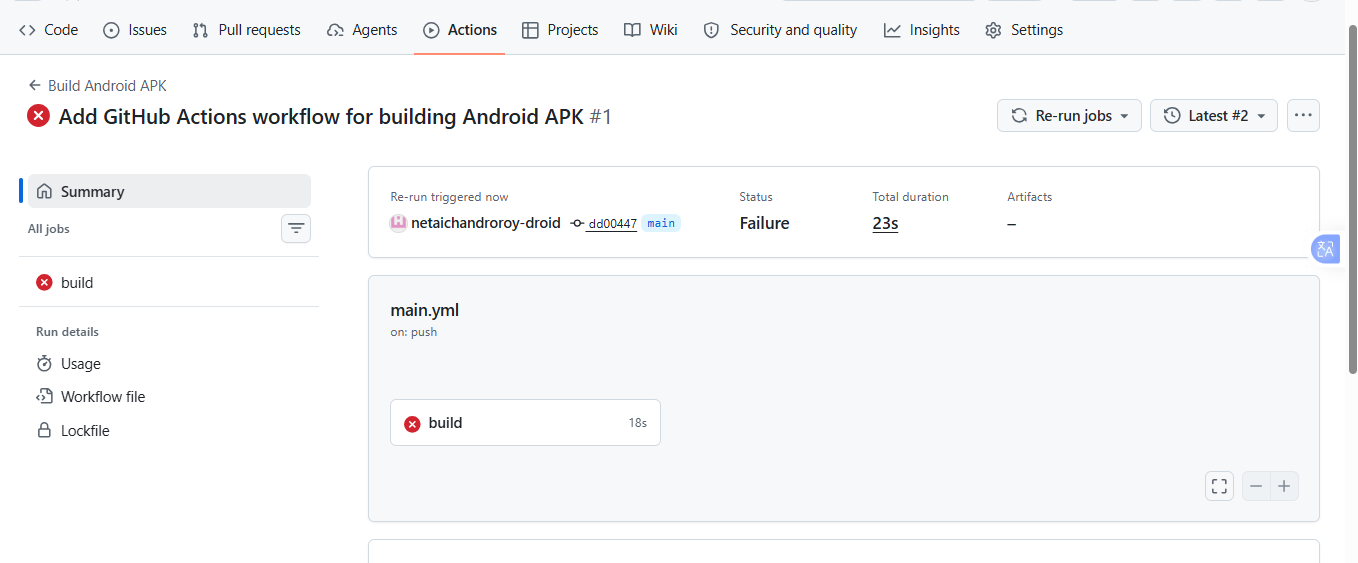 Code Issues Pull requests Agents Actions Projects Wiki Security and quality Insights Settings
Build Android APK
Add GitHub Actions workflow for building Android APK #1
Re-run jobs Latest #2
Summary
All jobs
build
Run details
Usage
Workflow file
Lockfile
Re-run triggered now Status Total duration Artifacts
netaichandroroy-droid dd00447 main Failure 23s –
main.yml
on: push
build 18s